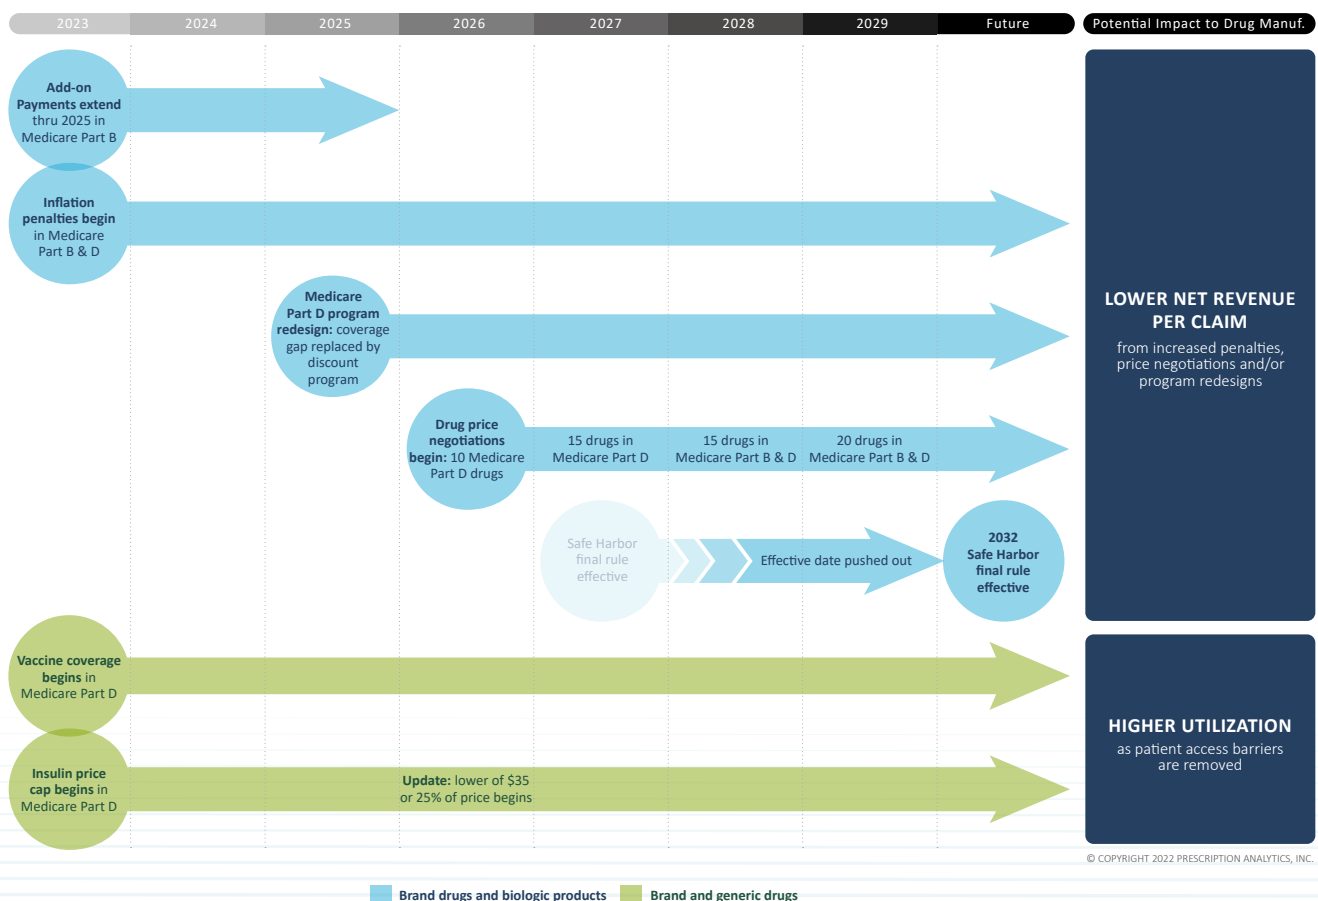 2023
2024
2025
2026
2027
2028
2029
Future
Potential Impact to Drug Manuf.
Add-on
Payments extend
thru 2025 in
Medicare Part B
Inflation
penalties begin
in Medicare
Part B & D
Medicare
Part D program
redesign: coverage
gap replaced by
discount
program
Drug price
negotiations
begin: 10 Medicare
Part D drugs
15 drugs in
Medicare Part D
15 drugs in
Medicare Part B & D
20 drugs in
Medicare Part B & D
Safe Harbor
final rule
effective
Effective date pushed out
2032
Safe Harbor
final rule
effective
LOWER NET REVENUE
PER CLAIM
from increased penalties,
price negotiations and/or
program redesigns
Vaccine coverage
begins in
Medicare Part D
Insulin price
cap begins in
Medicare Part D
Update: lower of $35
or 25% of price begins
HIGHER UTILIZATION
as patient access barriers
are removed
© COPYRIGHT 2022 PRESCRIPTION ANALYTICS, INC.
Brand drugs and biologic products
Brand and generic drugs